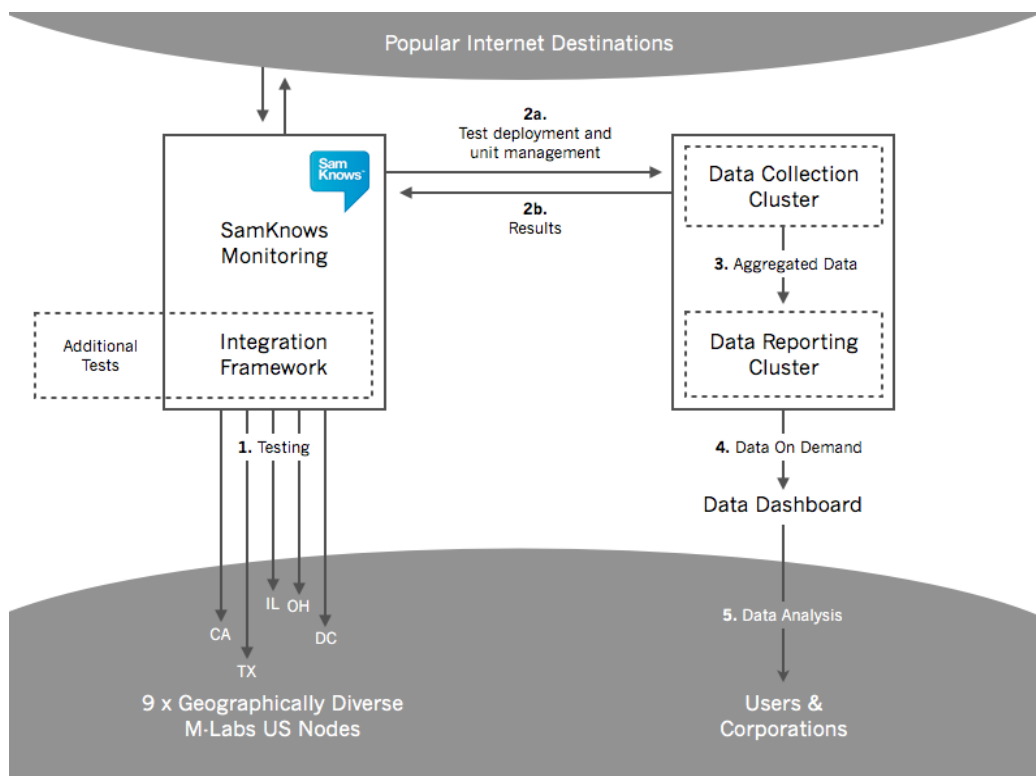 Popular Internet Destinations
2a.
Test deployment and
unit management
Sam
Knows™
SamKnows
Monitoring
2b.
Results
Data Collection
Cluster
3. Aggregated Data
Additional
Tests
Integration
Framework
Data Reporting
Cluster
1. Testing
4. Data On Demand
Data Dashboard
IL
OH
CA
DC
TX
5. Data Analysis
9 x Geographically Diverse
M-Labs US Nodes
Users &
Corporations